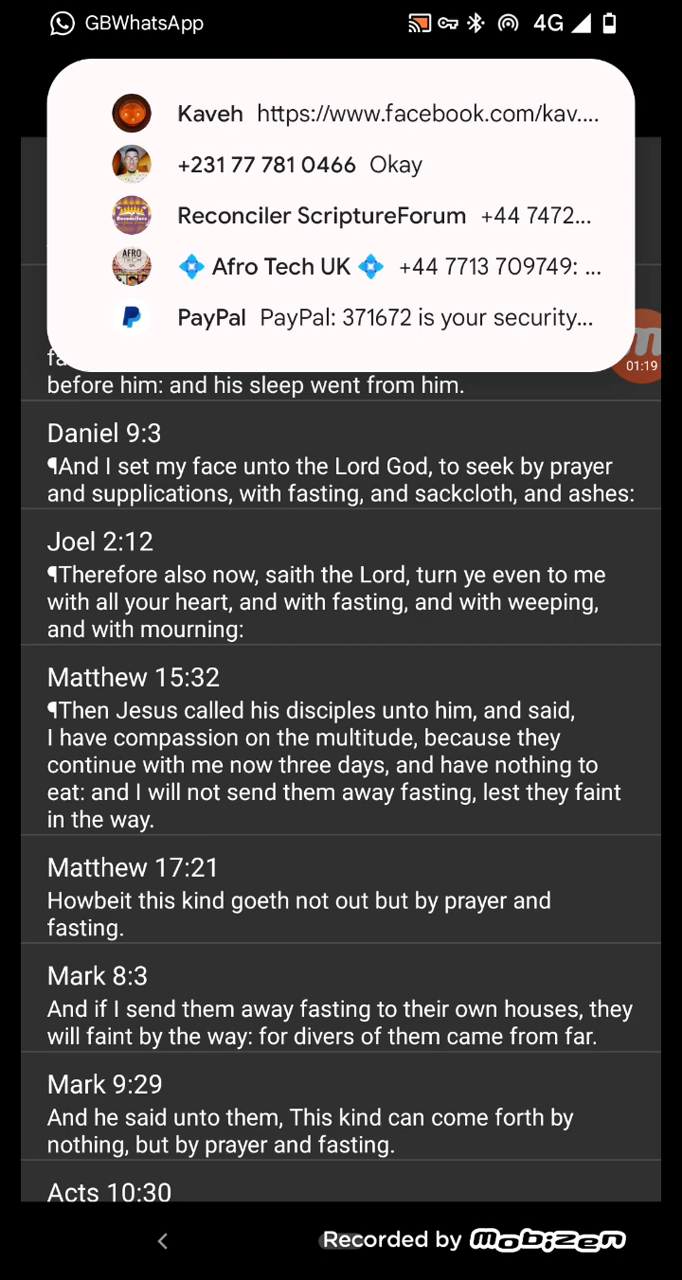 GBWhatsApp 4G
Kaveh https://www.facebook.com/kav....
+231 77 781 0466 Okay
Reconciler ScriptureForum +44 7472...
💠 Afro Tech UK 💠 +44 7713 709749: ...
PayPal PayPal: 371672 is your security...
01:19
before him: and his sleep went from him.
Daniel 9:3
¶And I set my face unto the Lord God, to seek by prayer
and supplications, with fasting, and sackcloth, and ashes:
Joel 2:12
¶Therefore also now, saith the Lord, turn ye even to me
with all your heart, and with fasting, and with weeping,
and with mourning:
Matthew 15:32
¶Then Jesus called his disciples unto him, and said,
I have compassion on the multitude, because they
continue with me now three days, and have nothing to
eat: and I will not send them away fasting, lest they faint
in the way.
Matthew 17:21
Howbeit this kind goeth not out but by prayer and
fasting.
Mark 8:3
And if I send them away fasting to their own houses, they
will faint by the way: for divers of them came from far.
Mark 9:29
And he said unto them, This kind can come forth by
nothing, but by prayer and fasting.
Acts 10:30
Recorded by mobizen